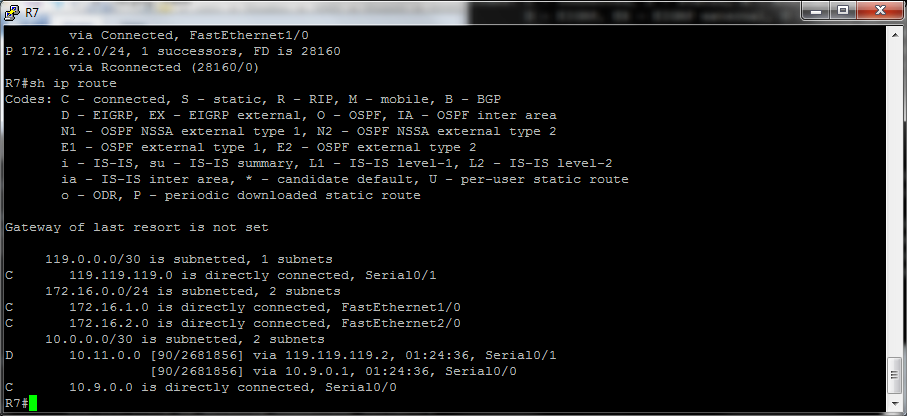 R7
via Connected, FastEthernet1/0
P 172.16.2.0/24, 1 successors, FD is 28160
via Rconnected (28160/0)
R7#sh ip route
Codes: C - connected, S - static, R - RIP, M - mobile, B - BGP
D - EIGRP, EX - EIGRP external, O - OSPF, IA - OSPF inter area
N1 - OSPF NSSA external type 1, N2 - OSPF NSSA external type 2
E1 - OSPF external type 1, E2 - OSPF external type 2
i - IS-IS, su - IS-IS summary, L1 - IS-IS level-1, L2 - IS-IS level-2
ia - IS-IS inter area, * - candidate default, U - per-user static route
o - ODR, P - periodic downloaded static route
Gateway of last resort is not set
119.0.0.0/30 is subnetted, 1 subnets
C 119.119.119.0 is directly connected, Serial0/1
172.16.0.0/24 is subnetted, 2 subnets
C 172.16.1.0 is directly connected, FastEthernet1/0
C 172.16.2.0 is directly connected, FastEthernet2/0
10.0.0.0/30 is subnetted, 2 subnets
D 10.11.0.0 [90/2681856] via 119.119.119.2, 01:24:36, Serial0/1
[90/2681856] via 10.9.0.1, 01:24:36, Serial0/0
C 10.9.0.0 is directly connected, Serial0/0
R7#